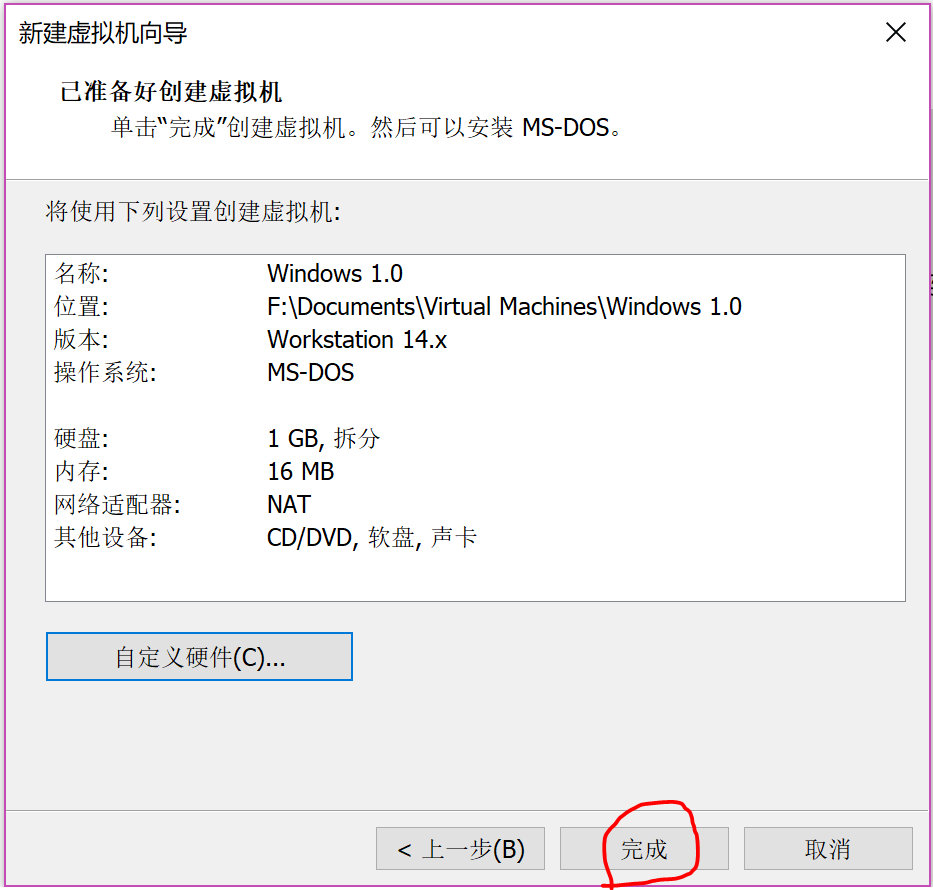 新建虚拟机向导
已准备好创建虚拟机
单击“完成”创建虚拟机。然后可以安装 MS-DOS。
将使用下列设置创建虚拟机:
名称: Windows 1.0
位置: F:\Documents\Virtual Machines\Windows 1.0
版本: Workstation 14.x
操作系统: MS-DOS
硬盘: 1 GB, 拆分
内存: 16 MB
网络适配器: NAT
其他设备: CD/DVD, 软盘, 声卡
自定义硬件(C)...
< 上一步(B) 完成 取消